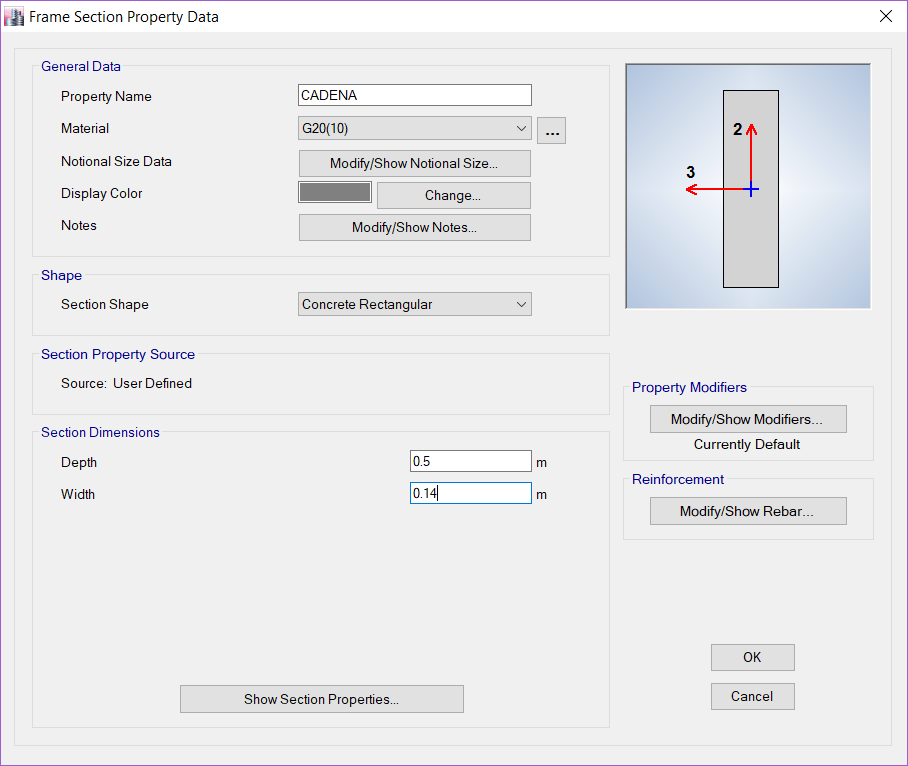 Frame Section Property Data
General Data
Property Name CADENA
Material G20(10) ...
Notional Size Data Modify/Show Notional Size...
Display Color Change...
Notes Modify/Show Notes...
2
3
Shape
Section Shape Concrete Rectangular
Section Property Source
Source: User Defined
Section Dimensions
Depth 0.5 m
Width 0.14 m
Show Section Properties...
Property Modifiers
Modify/Show Modifiers...
Currently Default
Reinforcement
Modify/Show Rebar...
OK
Cancel